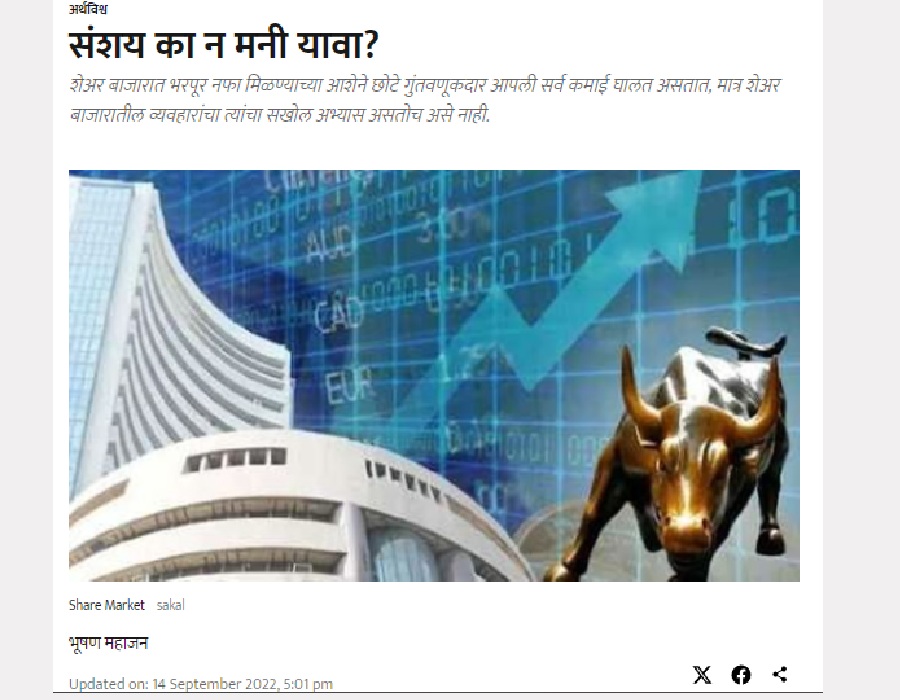 अर्थविश्व
संशय का न मनी यावा?
शेअर बाजारात भरपूर नफा मिळण्याच्या आशेने छोटे गुंतवणूकदार आपली सर्व कमाई घालत असतात, मात्र शेअर
बाजारातील व्यवहारांचा त्यांचा सखोल अभ्यास असतोच असे नाही.
AUD
CAD
EUR
Share Market sakal
भूषण महाजन
Updated on: 14 September 2022, 5:01 pm